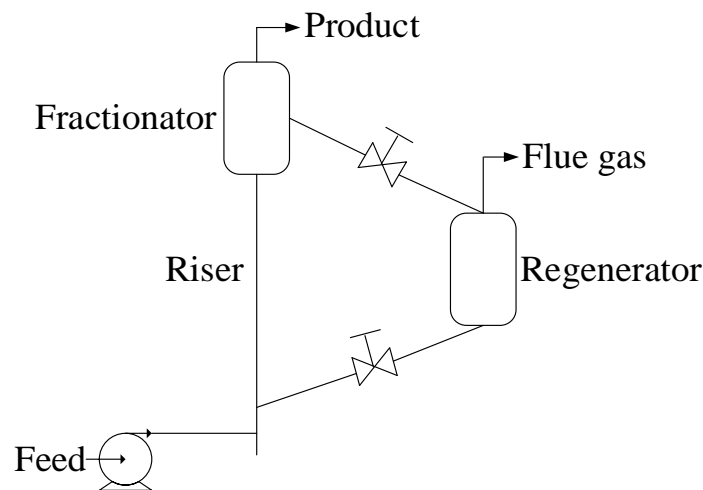 Product
Fractionator
Flue gas
Riser
Regenerator
Feed